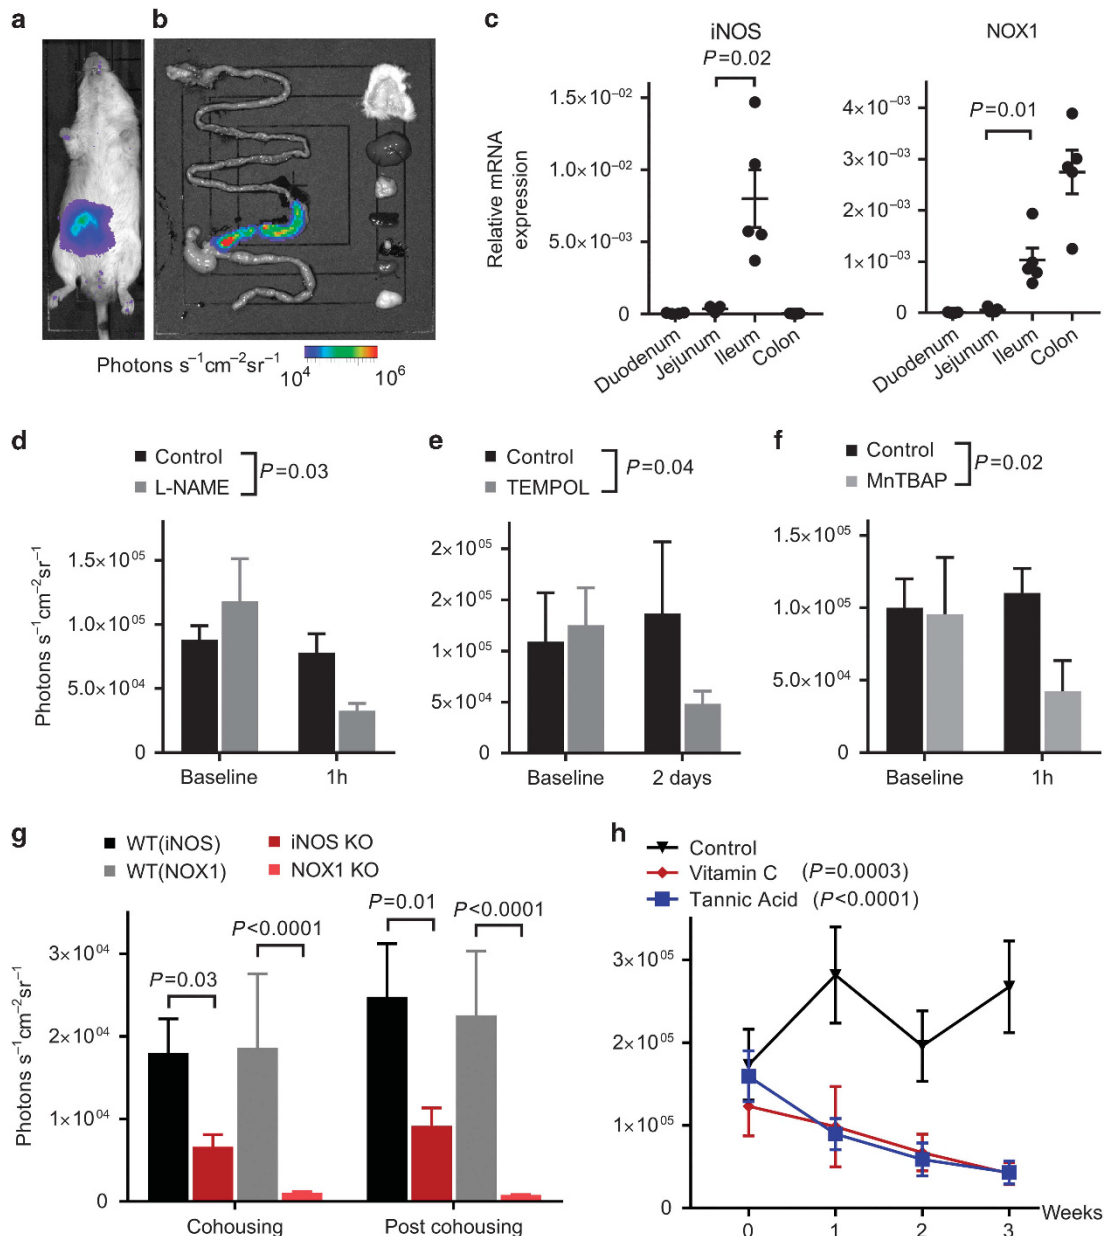 a
b
Photons s⁻¹cm⁻²sr⁻¹
10⁴
10⁶
c
iNOS
P=0.02
Relative mRNA
expression
1.5×10⁻⁰²
1.0×10⁻⁰²
5.0×10⁻⁰³
0
Duodenum
Jejunum
Ileum
Colon
NOX1
P=0.01
4×10⁻⁰³
3×10⁻⁰³
2×10⁻⁰³
1×10⁻⁰³
0
Duodenum
Jejunum
Ileum
Colon
d
Control
L-NAME
P=0.03
Photons s⁻¹cm⁻²sr⁻¹
1.5×10⁰⁵
1.0×10⁰⁵
5.0×10⁰⁴
0
Baseline
1h
e
Control
TEMPOL
P=0.04
2×10⁰⁵
2×10⁰⁵
1×10⁰⁵
5×10⁰⁴
0
Baseline
2 days
f
Control
MnTBAP
P=0.02
1.5×10⁰⁵
1.0×10⁰⁵
5.0×10⁰⁴
0
Baseline
1h
g
WT(iNOS)
iNOS KO
WT(NOX1)
NOX1 KO
P=0.03
P<0.0001
P=0.01
P<0.0001
Photons s⁻¹cm⁻²sr⁻¹
3×10⁰⁴
2×10⁰⁴
1×10⁰⁴
0
Cohousing
Post cohousing
h
Control
Vitamin C (P=0.0003)
Tannic Acid (P<0.0001)
3×10⁰⁵
2×10⁰⁵
1×10⁰⁵
0
0
1
2
3
Weeks